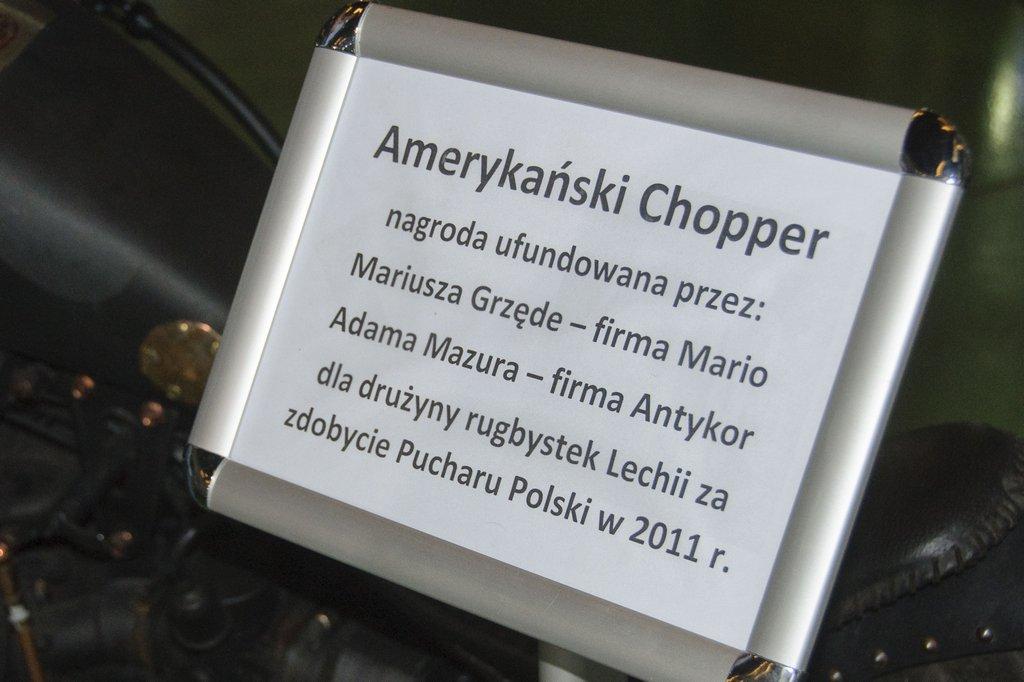 Amerykański Chopper
nagroda ufundowana przez:
Mariusza Grzęde – firma Mario
Adama Mazura – firma Antykor
dla drużyny rugbystek Lechii za
zdobycie Pucharu Polski w 2011 r.